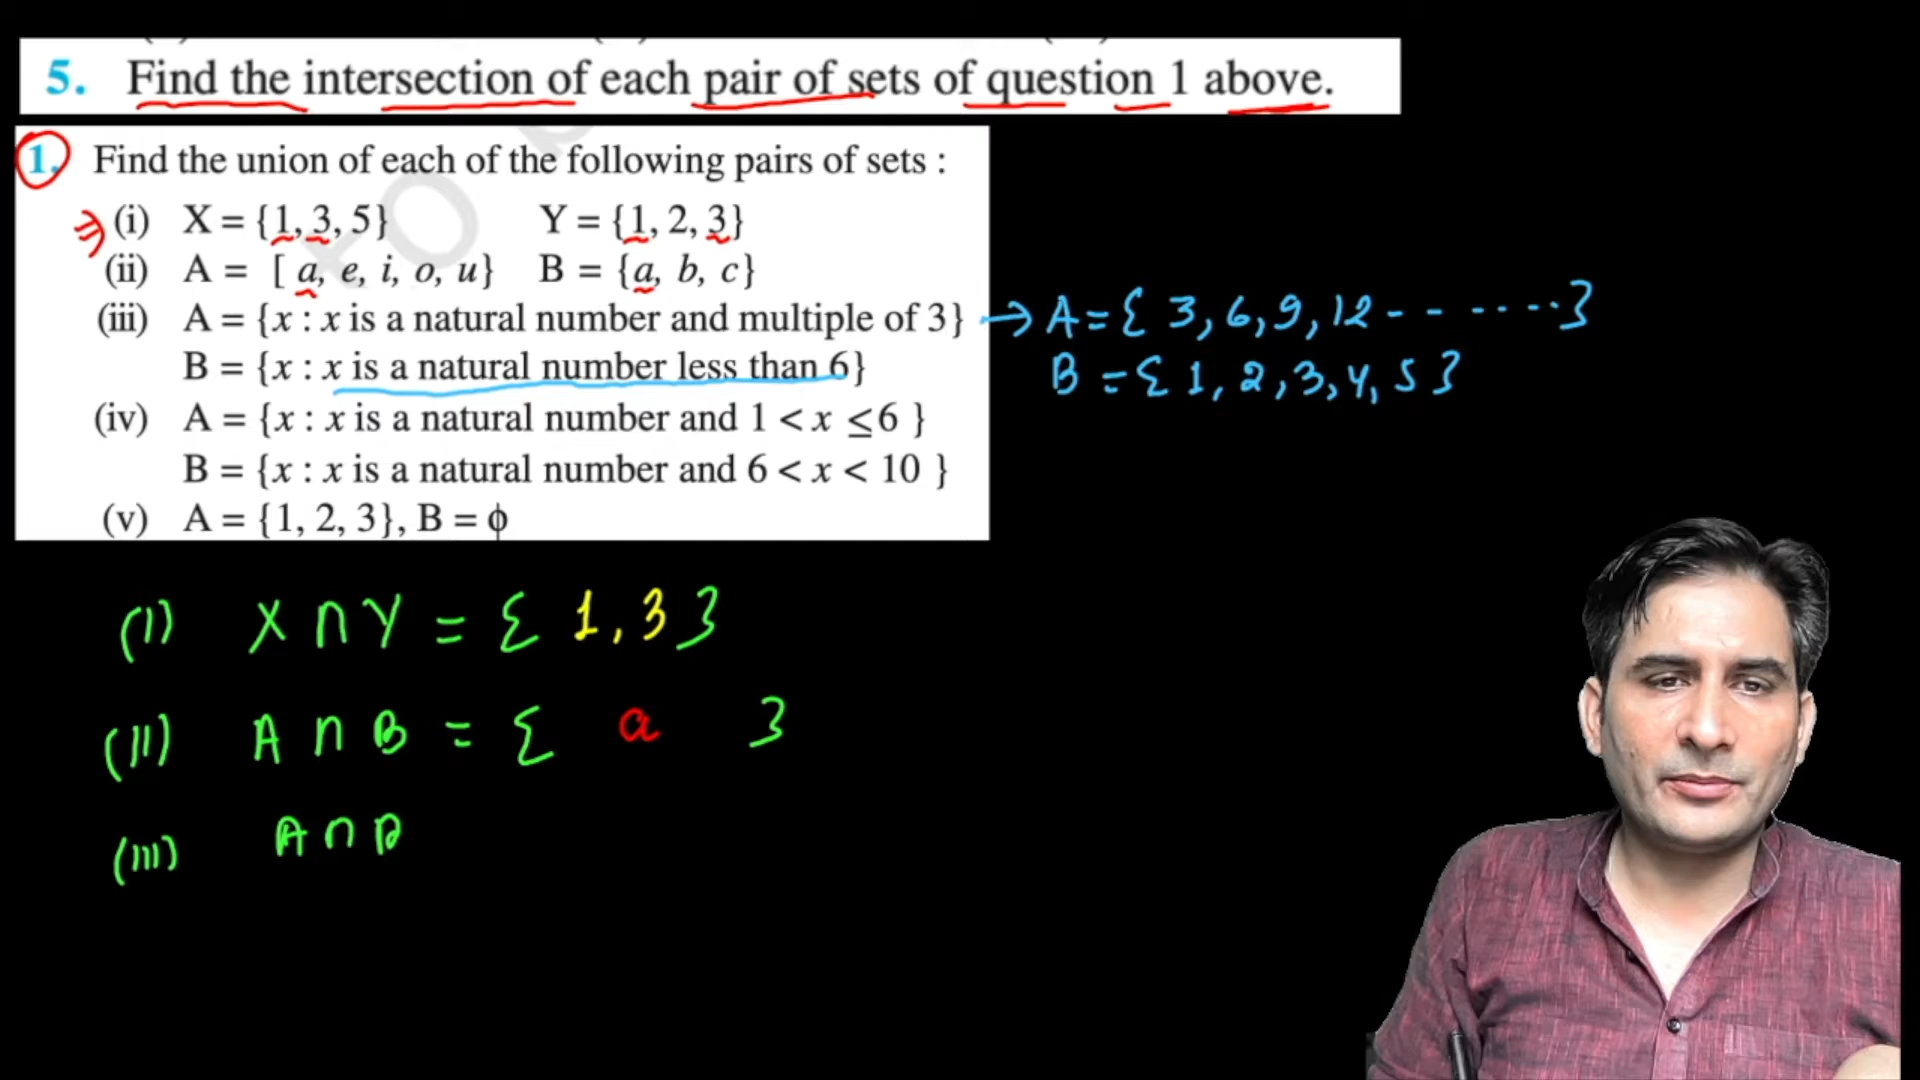 5. Find the intersection of each pair of sets of question 1 above.
1. Find the union of each of the following pairs of sets :
(i) X = {1, 3, 5} Y = {1, 2, 3}
(ii) A = [ a, e, i, o, u} B = {a, b, c}
(iii) A = {x : x is a natural number and multiple of 3} → A = { 3, 6, 9, 12 - - - ---- }
B = {x : x is a natural number less than 6} B = { 1, 2, 3, 4, 5 }
(iv) A = {x : x is a natural number and 1 < x ≤ 6 }
B = {x : x is a natural number and 6 < x < 10 }
(v) A = {1, 2, 3}, B = ϕ
(I) X ∩ Y = { 1, 3 }
(II) A ∩ B = { a }
(III) A ∩ B